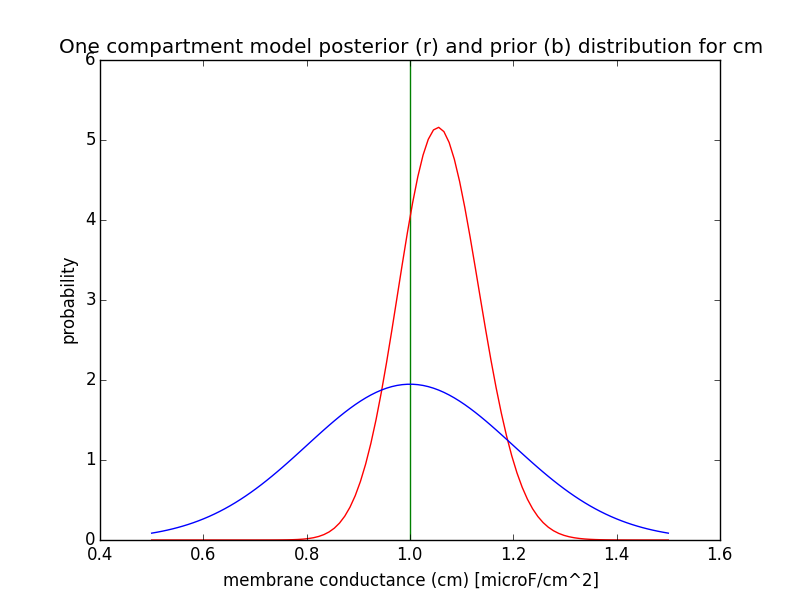 One compartment model posterior (r) and prior (b) distribution for cm
6
5
4
3
2
1
0
probability
0.4 0.6 0.8 1.0 1.2 1.4 1.6
membrane conductance (cm) [microF/cm^2]